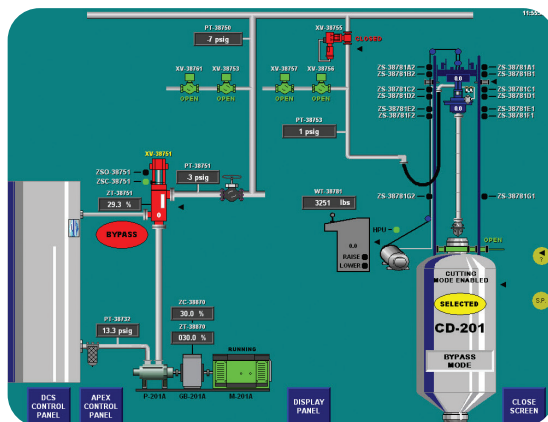 PT-38750
.7 psig
XV-38755
CLOSED
XV-38761
XV-38753
XV-38757
XV-38756
OPEN
OPEN
OPEN
OPEN
ZS-38781A2
ZS-38781B2
ZS-38781C2
ZS-38781D2
ZS-38781E2
ZS-38781F2
ZS-38781A1
ZS-38781B1
ZS-38781C1
ZS-38781D1
ZS-38781E1
ZS-38781F1
0.0
0.0
PT-38753
1 psig
XV-38751
ZSO-38751
ZSC-38751
ZT-38751
29.3 %
PT-38751
.3 psig
BYPASS
WT-38781
3251 lbs
0.0
RAISE
LOWER
HPU
ZS-38781G2
ZS-38781G1
OPEN
CUTTING
MODE ENABLED
SELECTED
CD-201
BYPASS
MODE
?
S.P.
PT-38732
13.3 psig
ZC-38870
30.0 %
ZT-38870
030.0 %
RUNNING
P-201A
GB-201A
M-201A
DCS
CONTROL
PANEL
APEX
CONTROL
PANEL
DISPLAY
PANEL
CLOSE
SCREEN